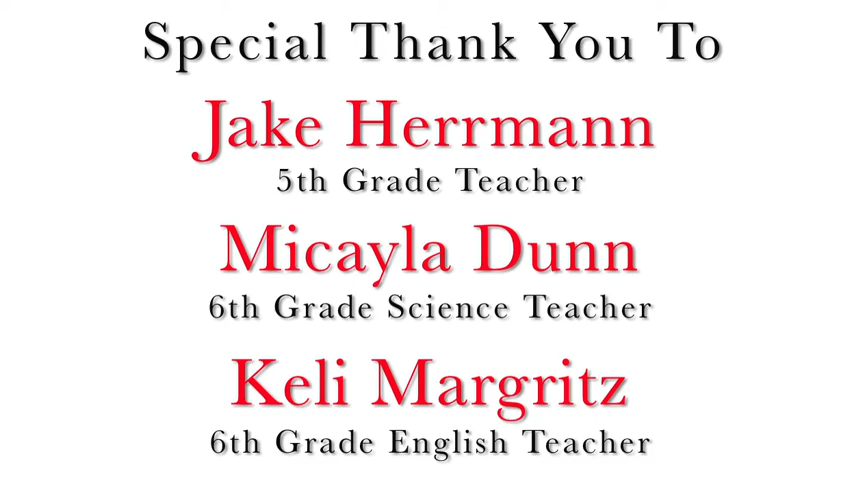 Special Thank You To
Jake Herrmann
5th Grade Teacher
Micayla Dunn
6th Grade Science Teacher
Keli Margritz
6th Grade English Teacher